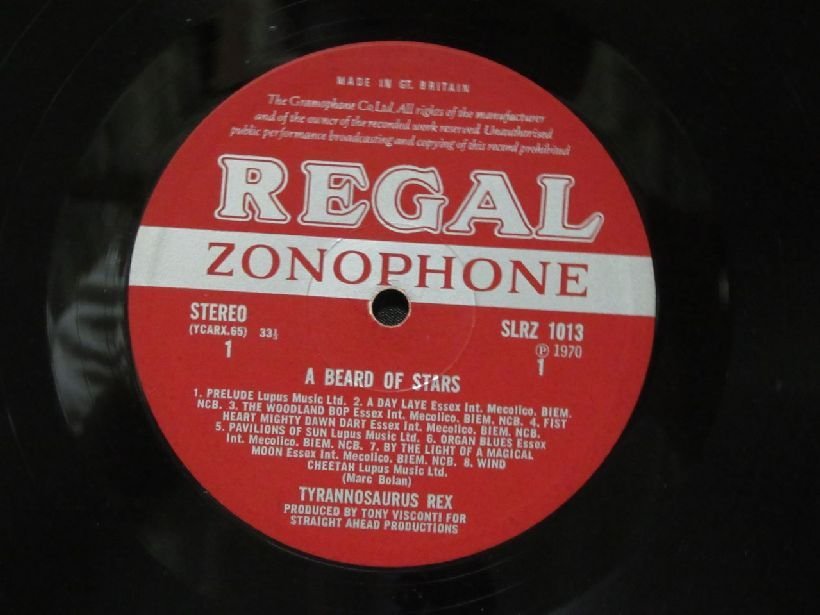 MADE IN GT. BRITAIN
The Gramophone Co. Ltd. All rights of the manufacturer
and of the owner of the recorded work reserved Unauthorised
public performance broadcasting and copying of this record prohibited
REGAL
ZONOPHONE
STEREO
(YCARX.65) 33⅓
1
SLRZ 1013
℗ 1970
1
A BEARD OF STARS
1. PRELUDE Lupus Music Ltd. 2. A DAY LAYE Essex Int. Mecolico, BIEM.
NCB. 3. THE WOODLAND BOP Essex Int. Mecolico, BIEM. NCB. 4. FIST
HEART MIGHTY DAWN DART Essex Int. Mecolico, BIEM. NCB.
5. PAVILIONS OF SUN Lupus Music Ltd. 6. ORGAN BLUES Essex
Int. Mecolico. BIEM. NCB. 7. BY THE LIGHT OF A MAGICAL
MOON Essex Int. Mecolico, BIEM. NCB. 8. WIND
CHEETAH Lupus Music Ltd.
(Marc Bolan)
TYRANNOSAURUS REX
PRODUCED BY TONY VISCONTI FOR
STRAIGHT AHEAD PRODUCTIONS